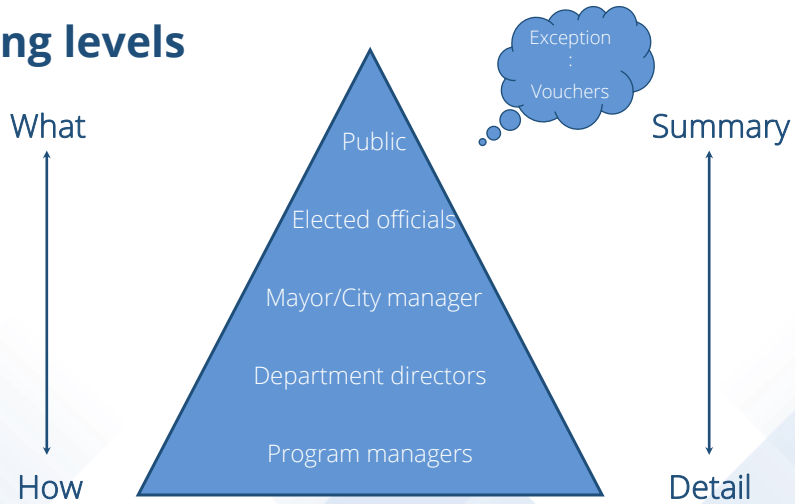 ng levels
Exception
:
Vouchers
What
Summary
Public
Elected officials
Mayor/City manager
Department directors
Program managers
How
Detail